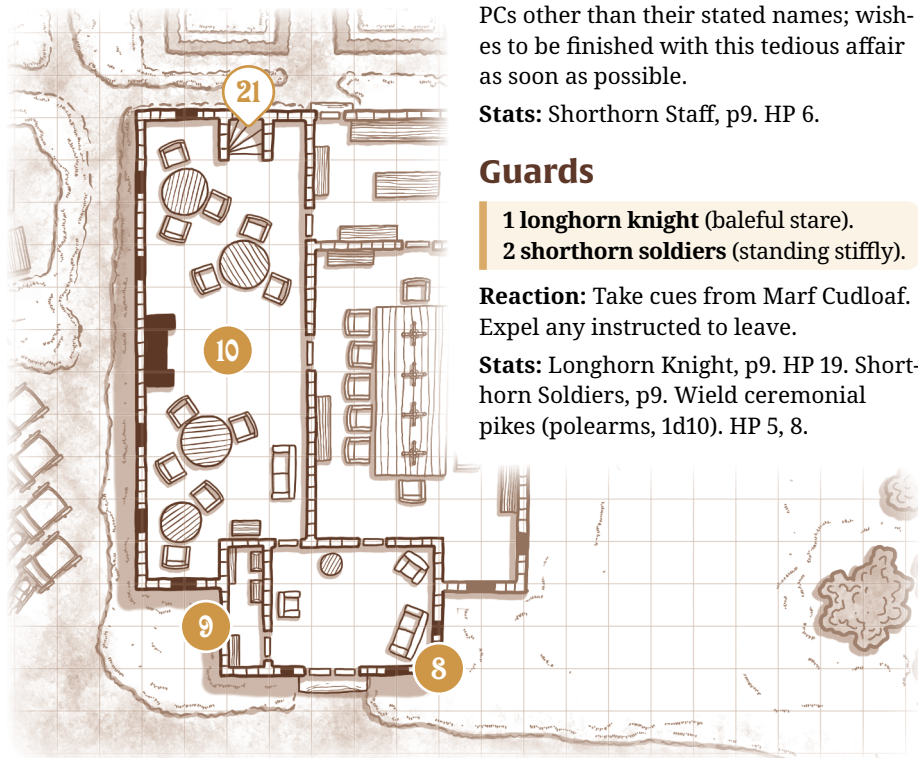 PCs other than their stated names; wish-
es to be finished with this tedious affair
as soon as possible.
Stats: Shorthorn Staff, p9. HP 6.
Guards
1 longhorn knight (baleful stare).
2 shorthorn soldiers (standing stiffly).
Reaction: Take cues from Marf Cudloaf.
Expel any instructed to leave.
Stats: Longhorn Knight, p9. HP 19. Short-
horn Soldiers, p9. Wield ceremonial
pikes (polearms, 1d10). HP 5, 8.
21
10
9
8